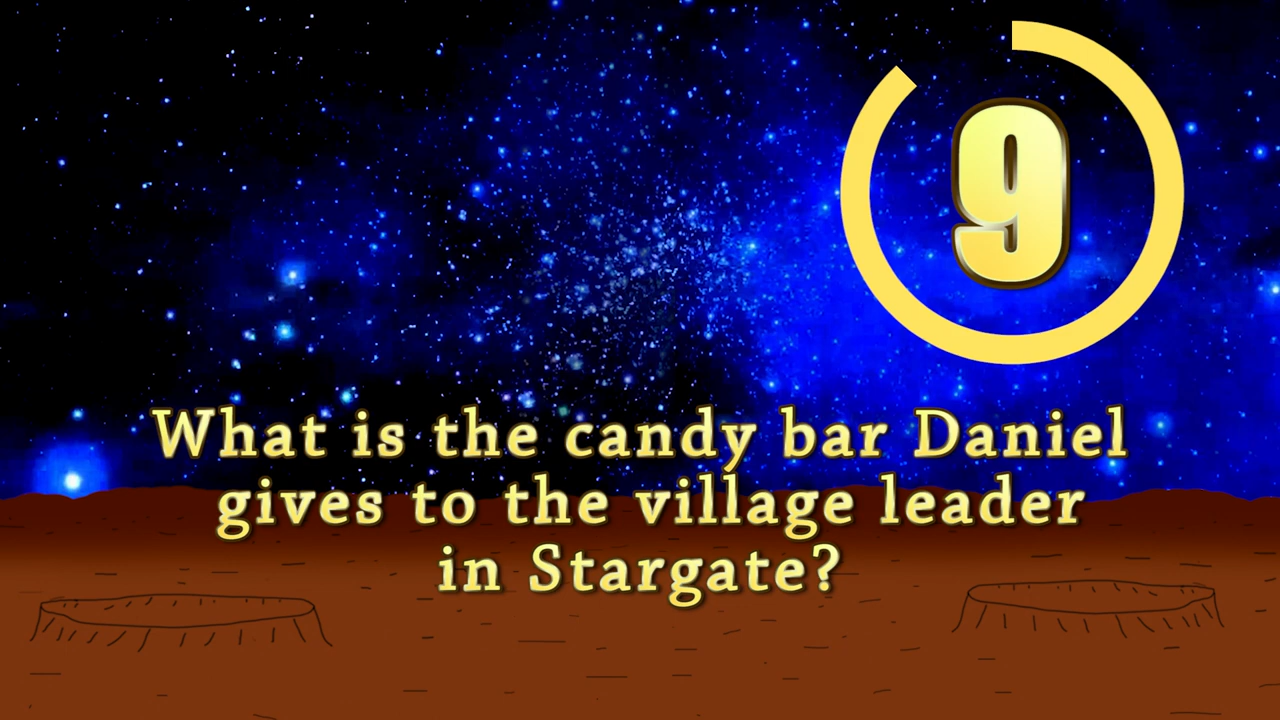 9
What is the candy bar Daniel
gives to the village leader
in Stargate?